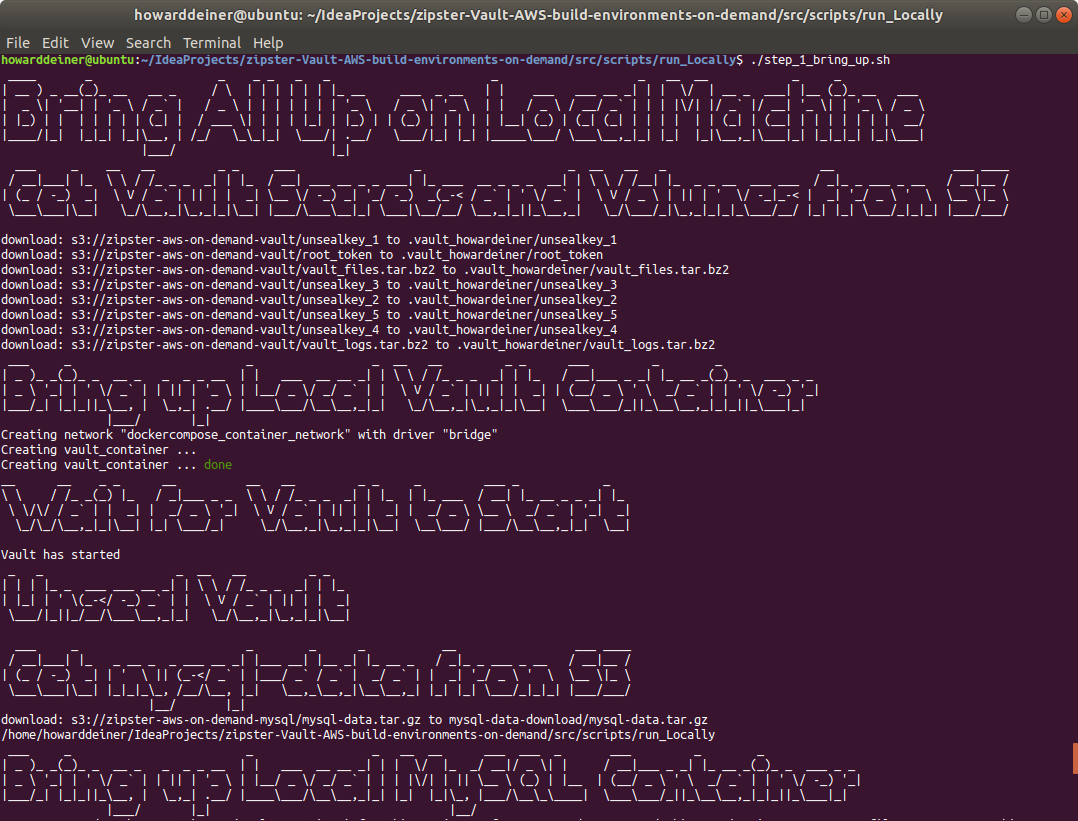 howarddeiner@ubuntu: ~/IdeaProjects/zipster-Vault-AWS-build-environments-on-demand/src/scripts/run_Locally
File Edit View Search Terminal Help
howarddeiner@ubuntu:~/IdeaProjects/zipster-Vault-AWS-build-environments-on-demand/src/scripts/run_Locally$ ./step_1_bring_up.sh
Bring All up on Local Machine
Get Vault Secrets and Values from S3
download: s3://zipster-aws-on-demand-vault/unsealkey_1 to .vault_howardeiner/unsealkey_1
download: s3://zipster-aws-on-demand-vault/root_token to .vault_howardeiner/root_token
download: s3://zipster-aws-on-demand-vault/vault_files.tar.bz2 to .vault_howardeiner/vault_files.tar.bz2
download: s3://zipster-aws-on-demand-vault/unsealkey_3 to .vault_howardeiner/unsealkey_3
download: s3://zipster-aws-on-demand-vault/unsealkey_2 to .vault_howardeiner/unsealkey_2
download: s3://zipster-aws-on-demand-vault/unsealkey_5 to .vault_howardeiner/unsealkey_5
download: s3://zipster-aws-on-demand-vault/unsealkey_4 to .vault_howardeiner/unsealkey_4
download: s3://zipster-aws-on-demand-vault/vault_logs.tar.bz2 to .vault_howardeiner/vault_logs.tar.bz2
Bring up Local Vault Container
Creating network "dockercompose_container_network" with driver "bridge"
Creating vault_container ...
Creating vault_container ... done
Wait for Vault to Start
Vault has started
Unseal Vault
Get mysql-data data from S3
download: s3://zipster-aws-on-demand-mysql/mysql-data.tar.gz to mysql-data-download/mysql-data.tar.gz
/home/howarddeiner/IdeaProjects/zipster-Vault-AWS-build-environments-on-demand/src/scripts/run_Locally
Bring up Local MySQL Container